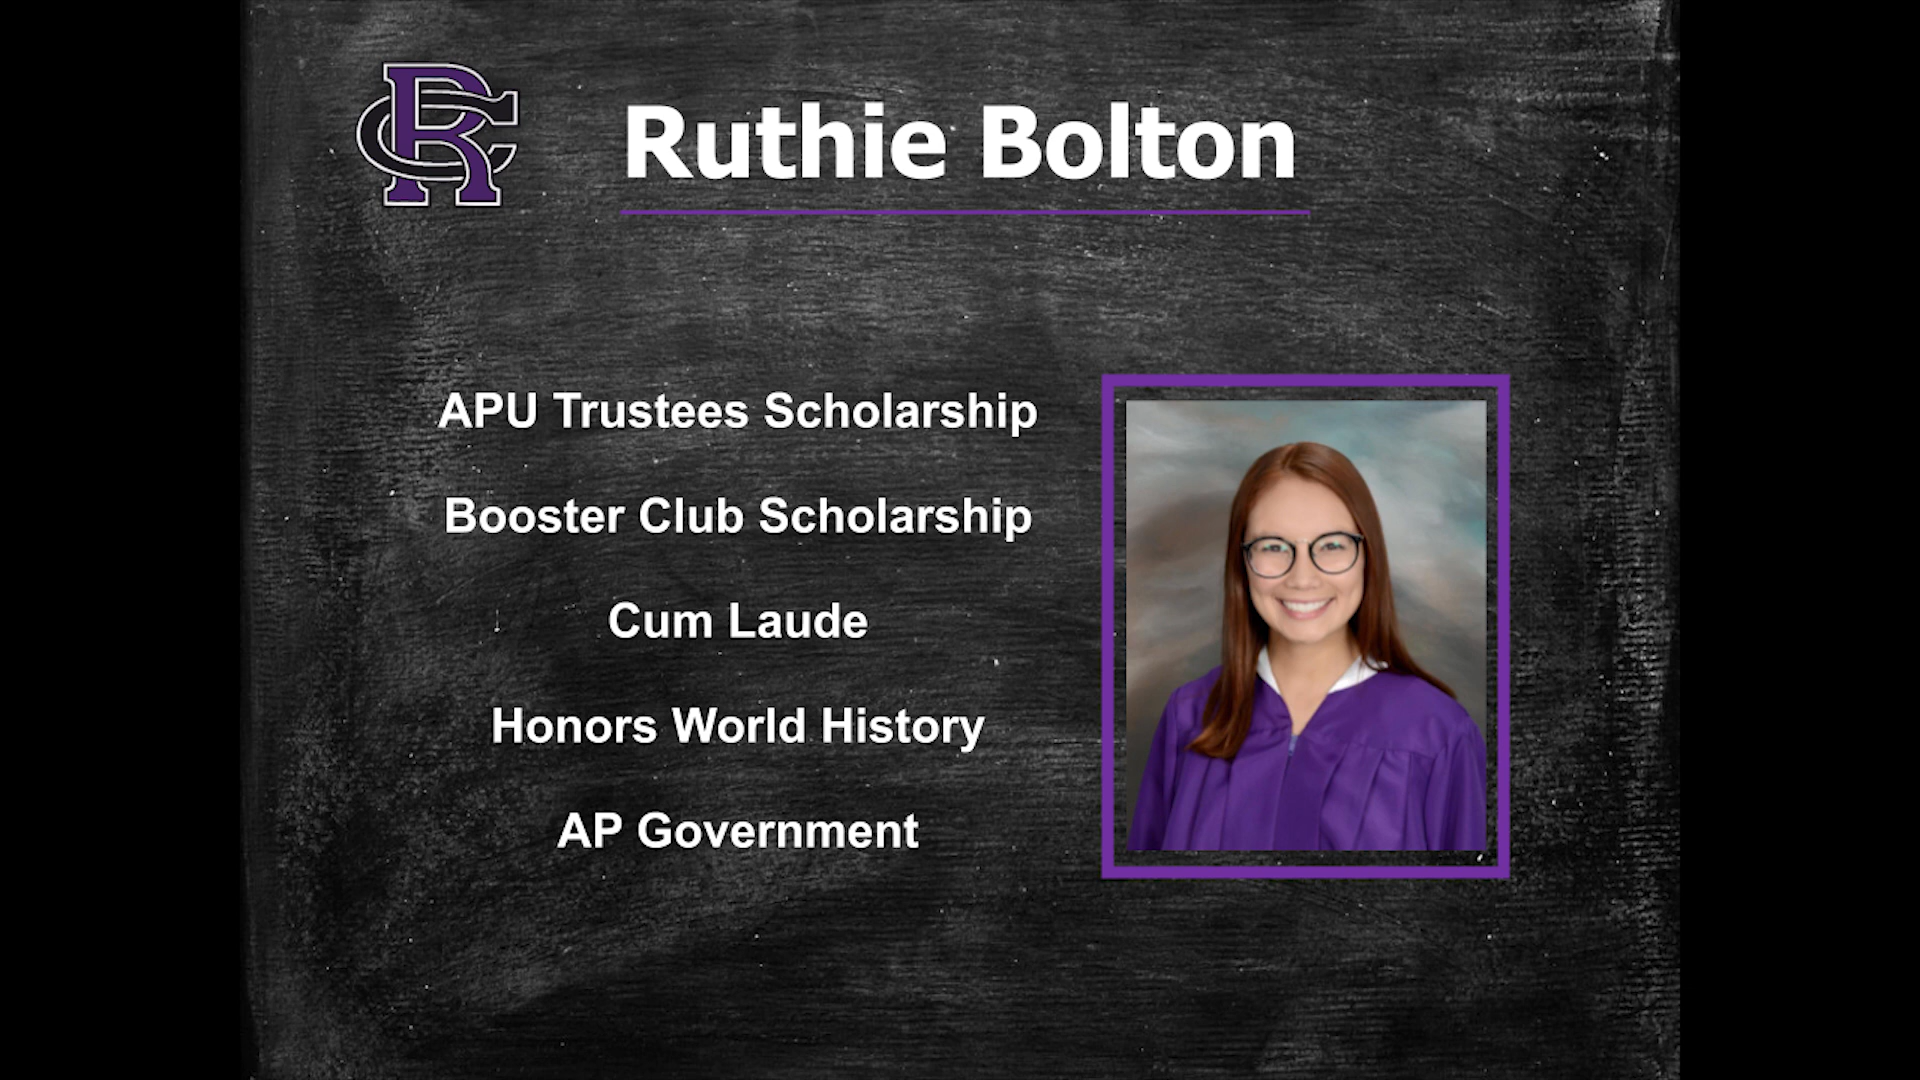 RC
Ruthie Bolton
APU Trustees Scholarship
Booster Club Scholarship
Cum Laude
Honors World History
AP Government